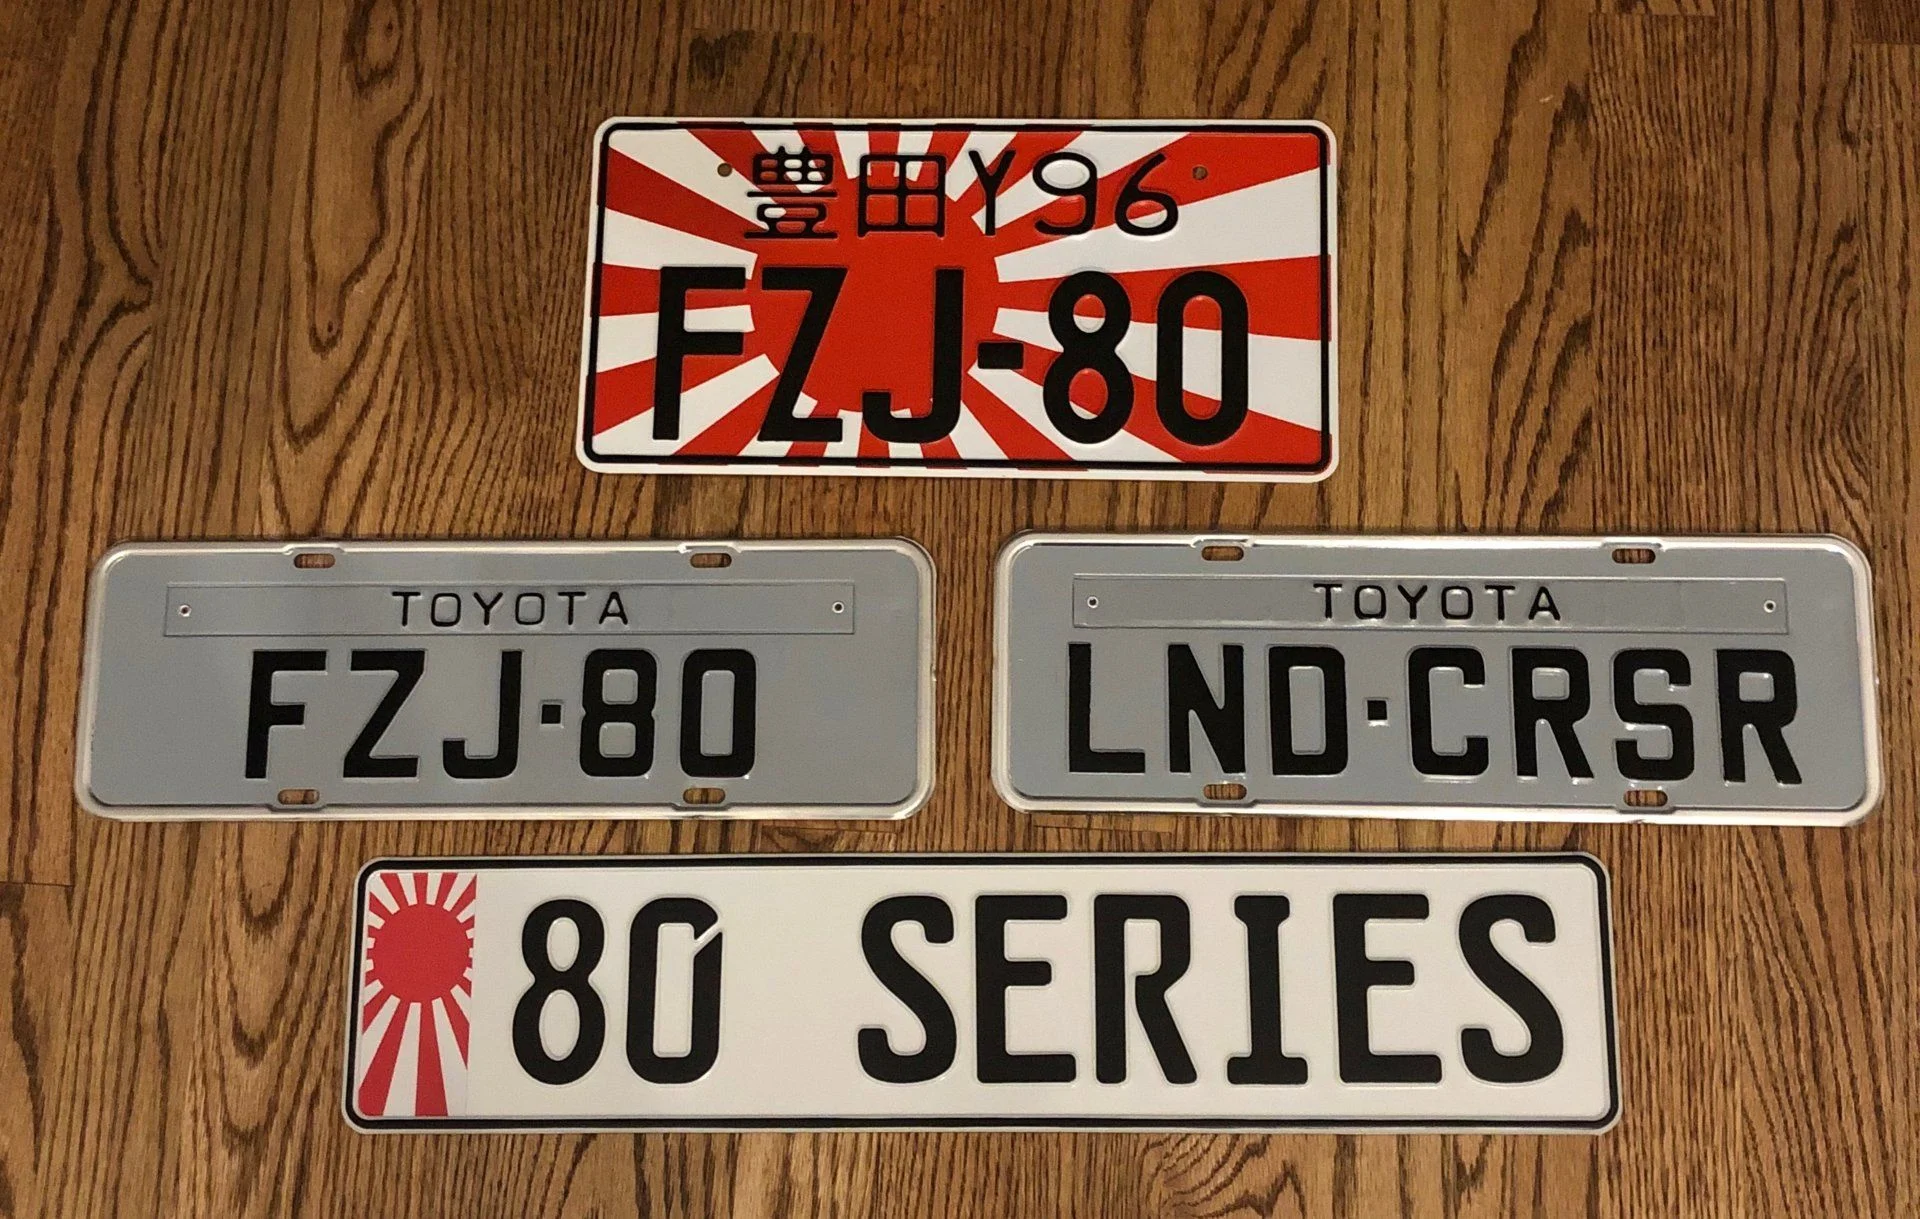 豊田Y96
FZJ-80
TOYOTA
FZJ·80
TOYOTA
LND·CRSR
80 SERIES